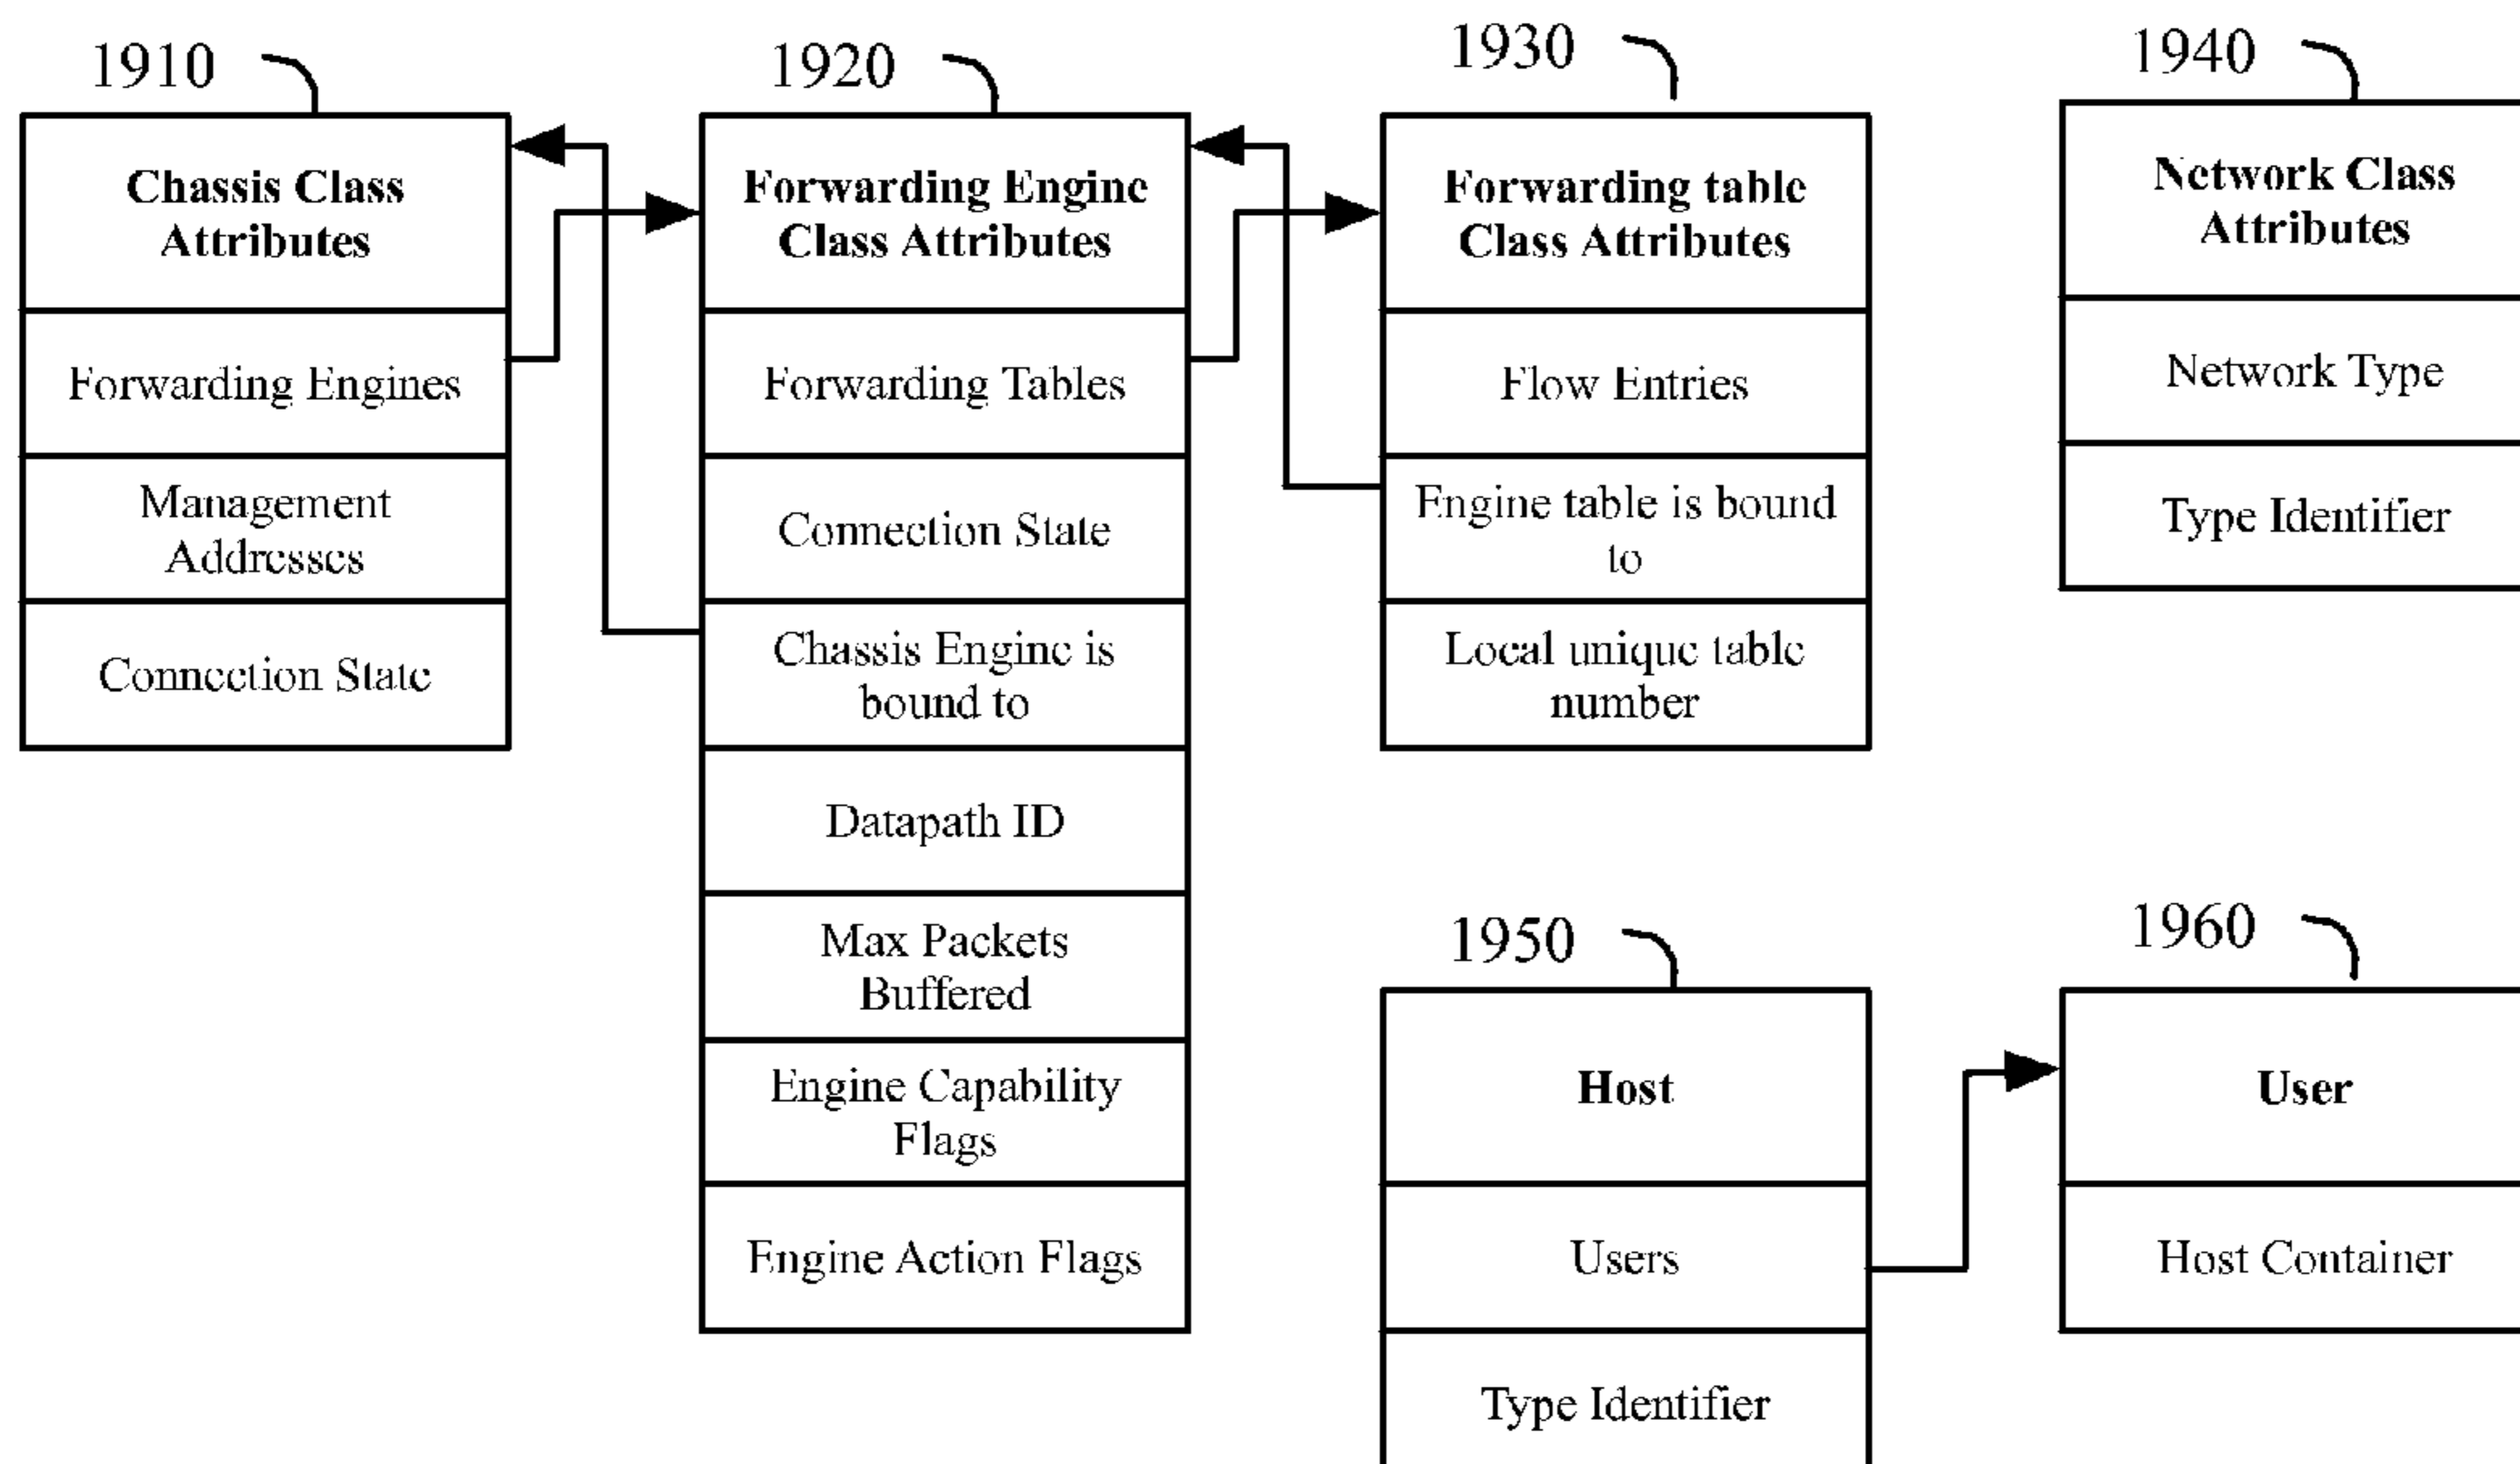 1910
Chassis Class
Attributes
Forwarding Engines
Management
Addresses
Connection State
1920
Forwarding Engine
Class Attributes
Forwarding Tables
Connection State
Chassis Engine is
bound to
Datapath ID
Max Packets
Buffered
Engine Capability
Flags
Engine Action Flags
1930
Forwarding table
Class Attributes
Flow Entries
Engine table is bound
to
Local unique table
number
1940
Network Class
Attributes
Network Type
Type Identifier
1950
Host
Users
Type Identifier
1960
User
Host Container